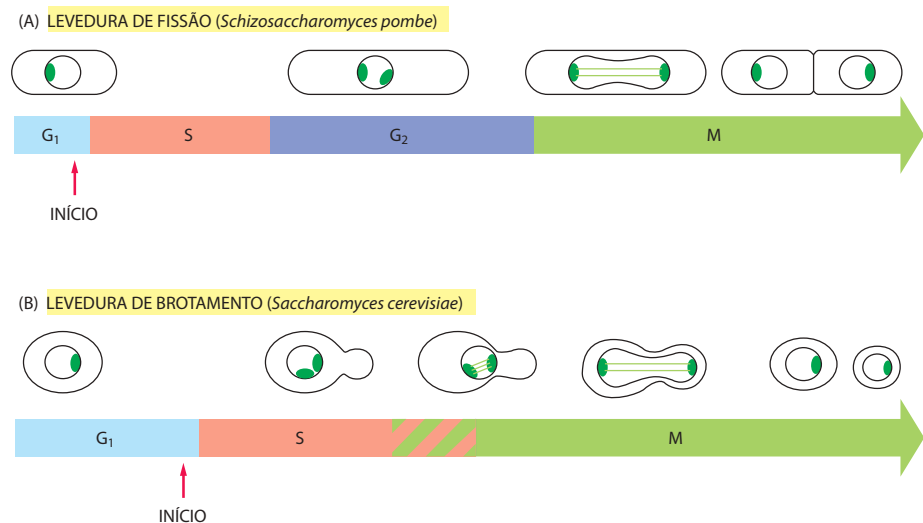 (A) LEVEDURA DE FISSÃO (Schizosaccharomyces pombe)
G₁ S G₂ M
INÍCIO
(B) LEVEDURA DE BROTAMENTO (Saccharomyces cerevisiae)
G₁ S M
INÍCIO